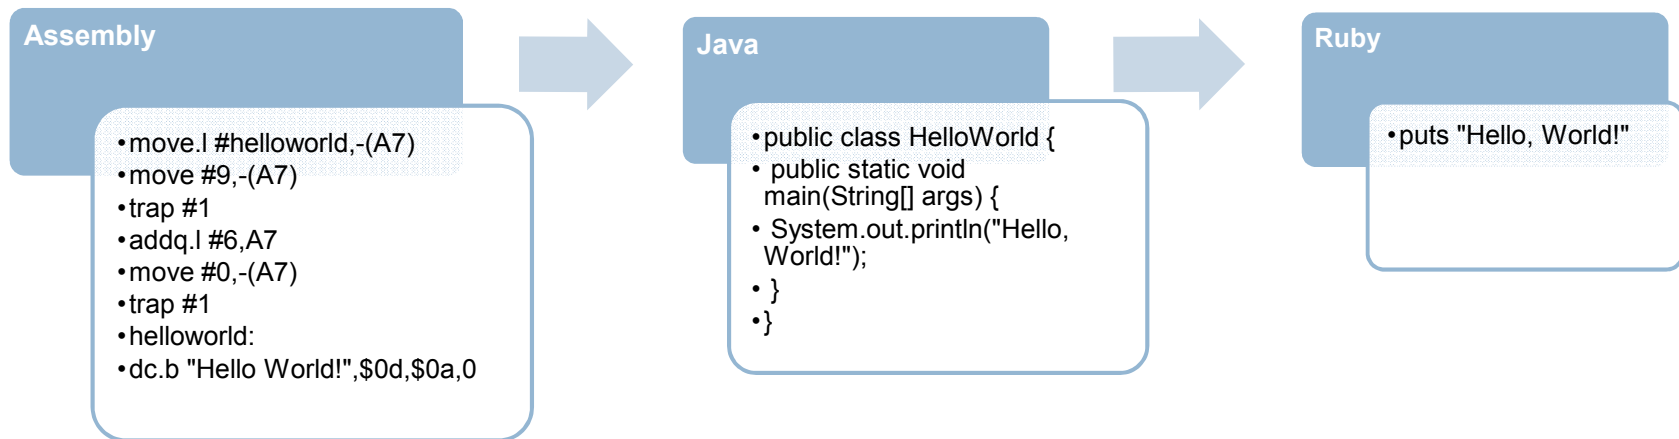 Assembly
•move.l #helloworld,-(A7)
•move #9,-(A7)
•trap #1
•addq.l #6,A7
•move #0,-(A7)
•trap #1
•helloworld:
•dc.b "Hello World!",$0d,$0a,0
Java
•public class HelloWorld {
• public static void
main(String[] args) {
• System.out.println("Hello,
World!");
• }
•}
Ruby
•puts "Hello, World!"